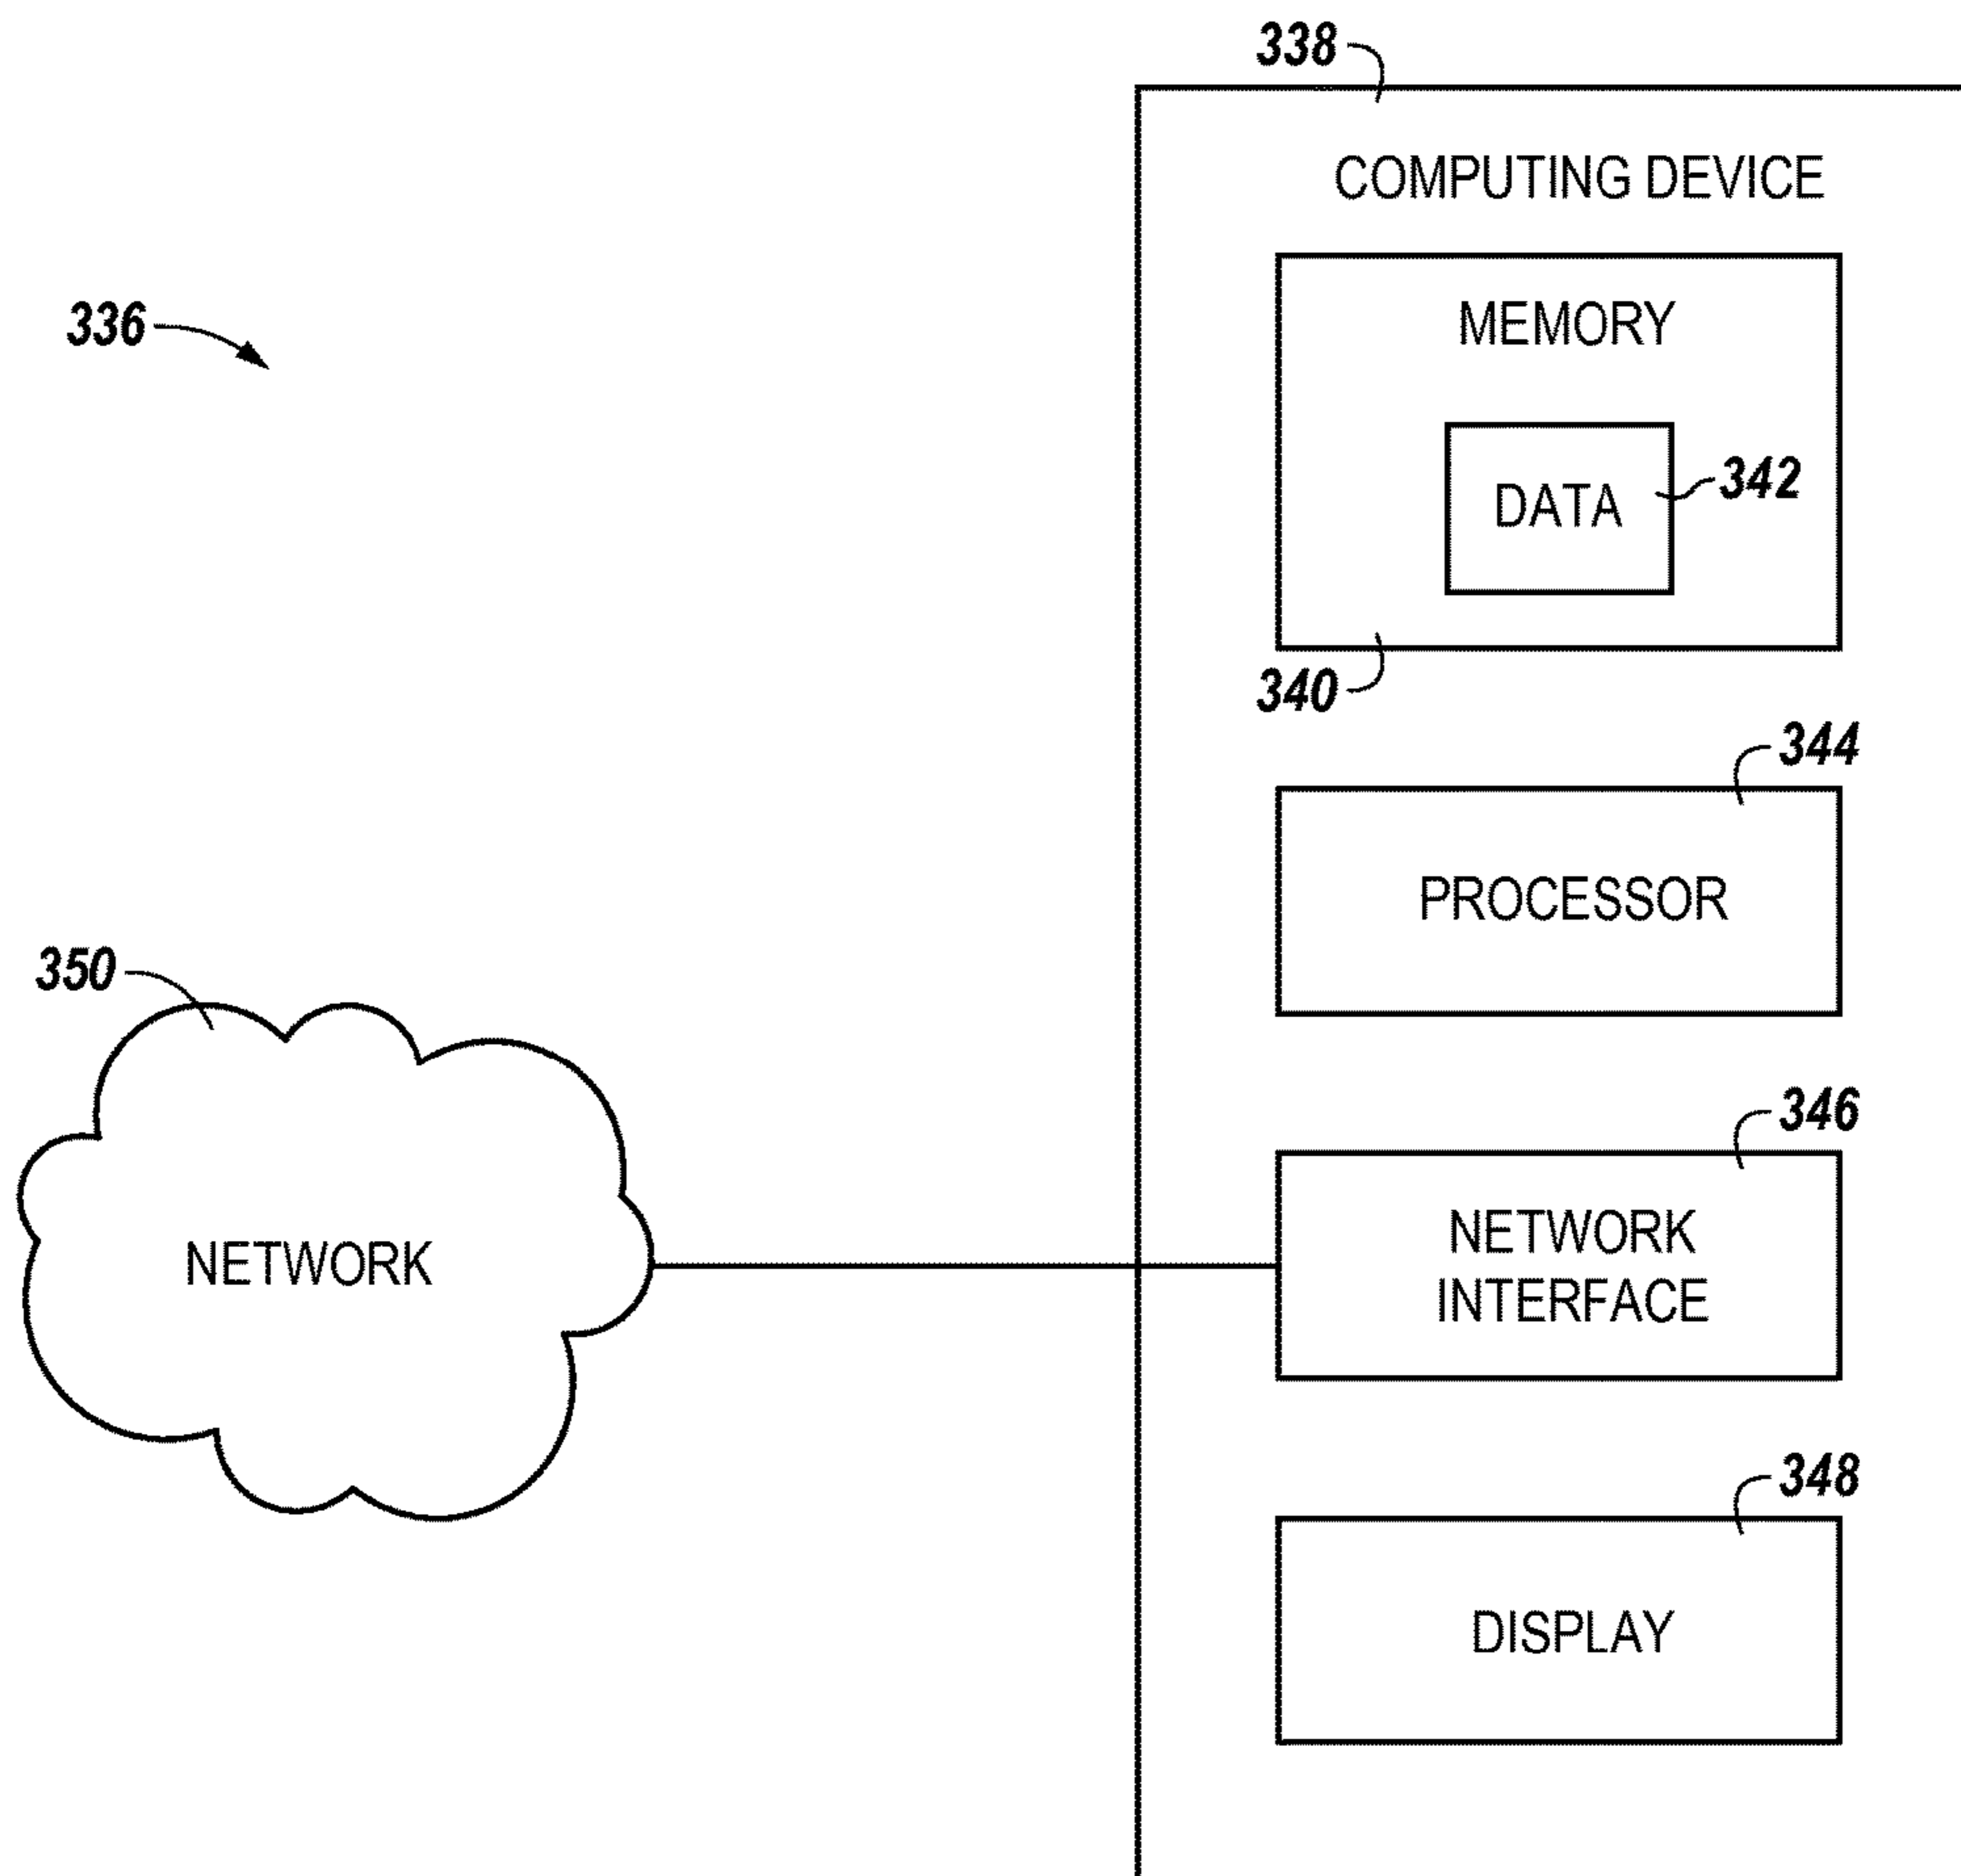 338
COMPUTING DEVICE
MEMORY
336
DATA
342
340
344
PROCESSOR
350
346
NETWORK
INTERFACE
NETWORK
348
DISPLAY